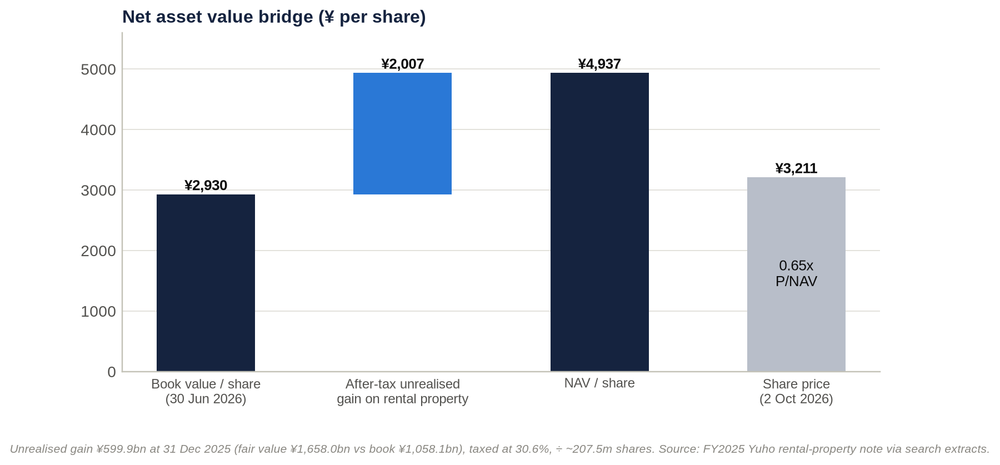 Net asset value bridge (¥ per share)
5000
4000
3000
2000
1000
0
¥2,930
¥2,007
¥4,937
¥3,211
0.65x
P/NAV
Book value / share
(30 Jun 2026)
After-tax unrealised
gain on rental property
NAV / share
Share price
(2 Oct 2026)
Unrealised gain ¥599.9bn at 31 Dec 2025 (fair value ¥1,658.0bn vs book ¥1,058.1bn), taxed at 30.6%, ÷ ~207.5m shares. Source: FY2025 Yuho rental-property note via search extracts.